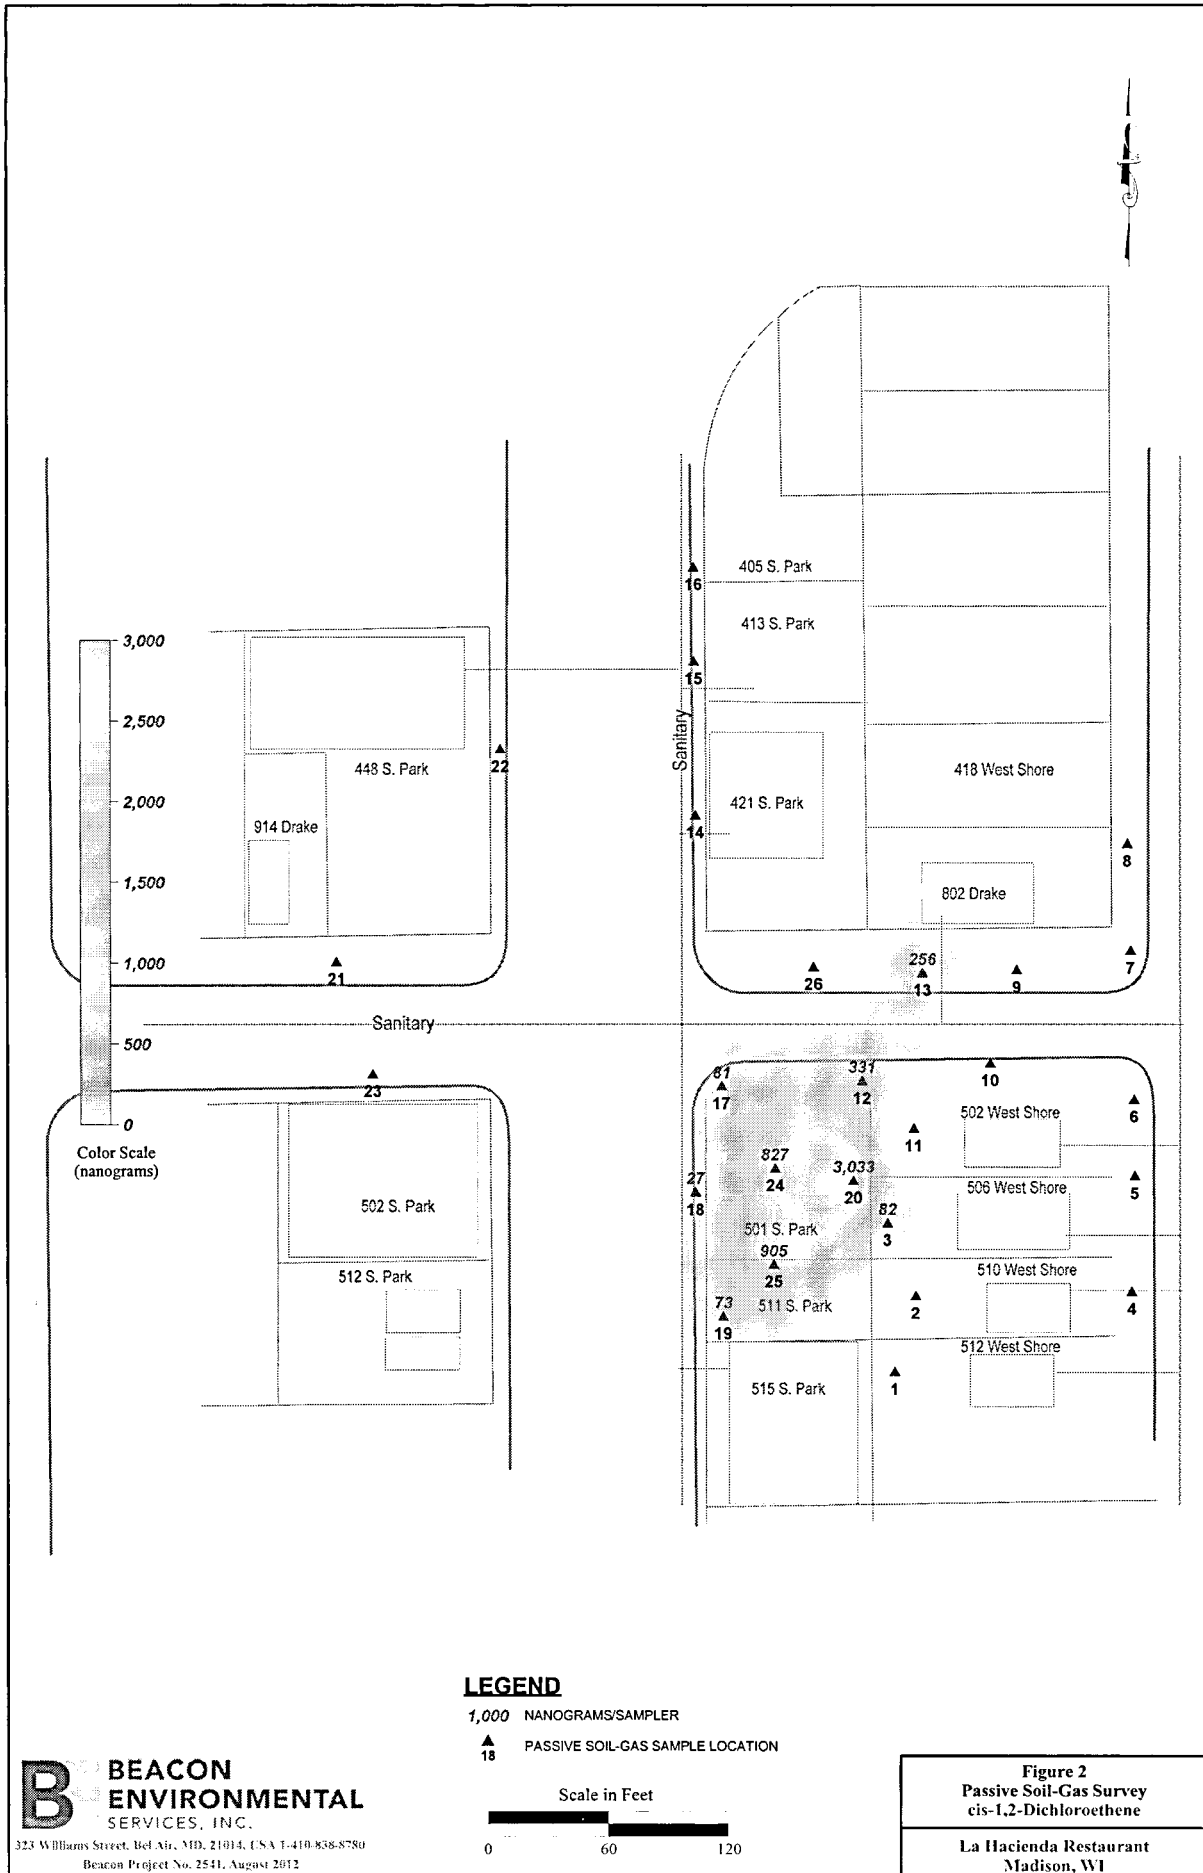 405 S. Park
16
413 S. Park
3,000
15
2,500
Sanitary
448 S. Park
22
418 West Shore
2,000
421 S. Park
914 Drake
14
8
1,500
802 Drake
1,000
256
21
26
13
9
7
Sanitary
500
23
81
331
10
17
12
502 West Shore
6
0
11
Color Scale
(nanograms)
827
3,033
27
24
20
506 West Shore
5
18
502 S. Park
82
501 S. Park
3
905
510 West Shore
512 S. Park
25
73
511 S. Park
2
4
19
512 West Shore
515 S. Park
1
LEGEND
1,000 NANOGRAMS/SAMPLER
18 PASSIVE SOIL-GAS SAMPLE LOCATION
Scale in Feet
0 60 120
B BEACON
ENVIRONMENTAL
SERVICES, INC.
323 Williams Street, Bel Air, MD, 21014, USA 1-410-838-8780
Beacon Project No. 2541, August 2012
Figure 2
Passive Soil-Gas Survey
cis-1,2-Dichloroethene
La Hacienda Restaurant
Madison, WI